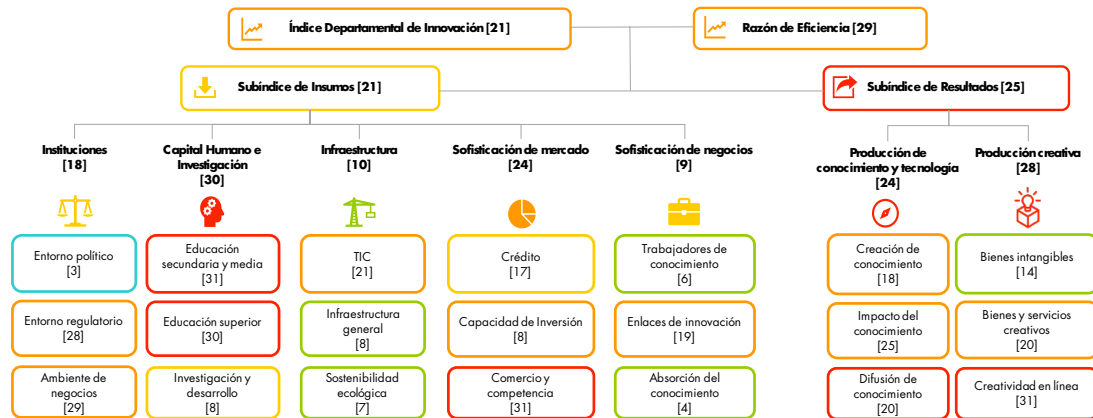 Índice Departamental de Innovación [21]
Razón de Eficiencia [29]
Subíndice de Insumos [21]
Subíndice de Resultados [25]
Instituciones
[18]
Capital Humano e
Investigación
[30]
Infraestructura
[10]
Sofisticación de mercado
[24]
Sofisticación de negocios
[9]
Producción de
conocimiento y tecnología
[24]
Producción creativa
[28]
Entorno político
[3]
Educación
secundaria y media
[31]
TIC
[21]
Crédito
[17]
Trabajadores de
conocimiento
[6]
Creación de
conocimiento
[18]
Bienes intangibles
[14]
Entorno regulatorio
[28]
Educación superior
[30]
Infraestructura
general
[8]
Capacidad de Inversión
[8]
Enlaces de innovación
[19]
Impacto del
conocimiento
[25]
Bienes y servicios
creativos
[20]
Ambiente de
negocios
[29]
Investigación y
desarrollo
[8]
Sostenibilidad
ecológica
[7]
Comercio y
competencia
[31]
Absorción del
conocimiento
[4]
Difusión de
conocimiento
[20]
Creatividad en línea
[31]